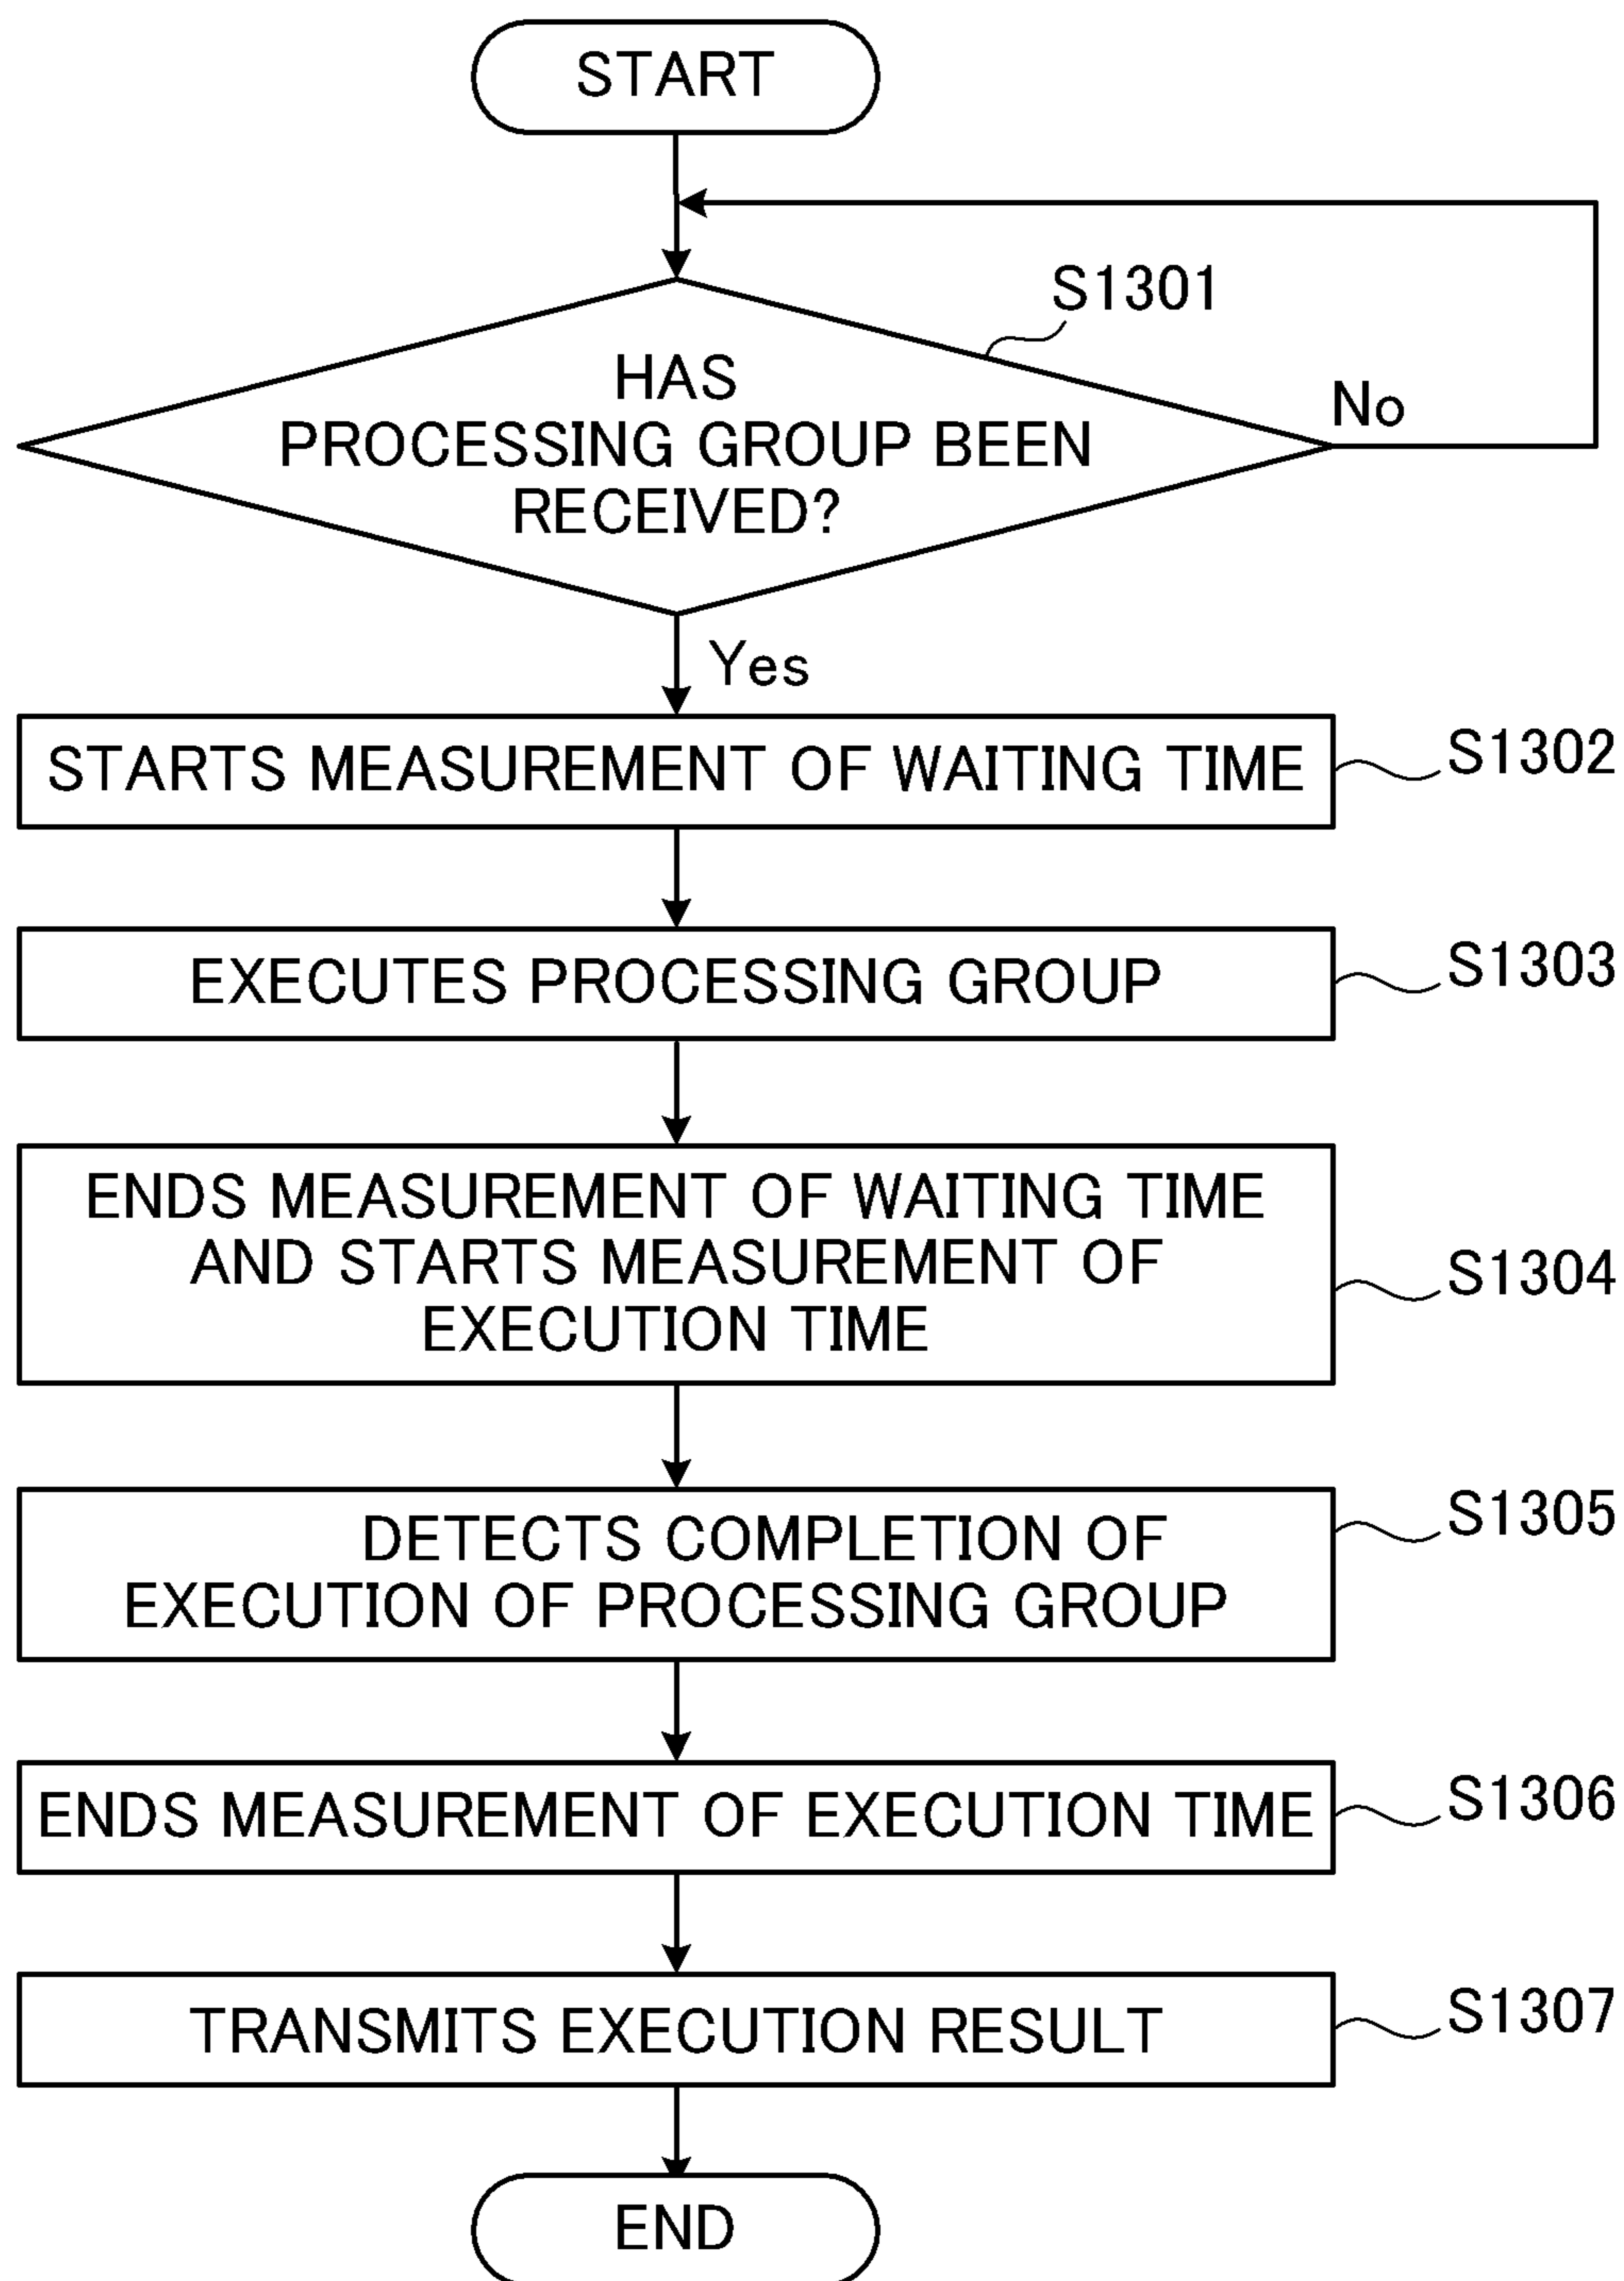 START
S1301
HAS
PROCESSING GROUP BEEN
RECEIVED?
No
Yes
STARTS MEASUREMENT OF WAITING TIME
S1302
EXECUTES PROCESSING GROUP
S1303
ENDS MEASUREMENT OF WAITING TIME
AND STARTS MEASUREMENT OF
EXECUTION TIME
S1304
DETECTS COMPLETION OF
EXECUTION OF PROCESSING GROUP
S1305
ENDS MEASUREMENT OF EXECUTION TIME
S1306
TRANSMITS EXECUTION RESULT
S1307
END